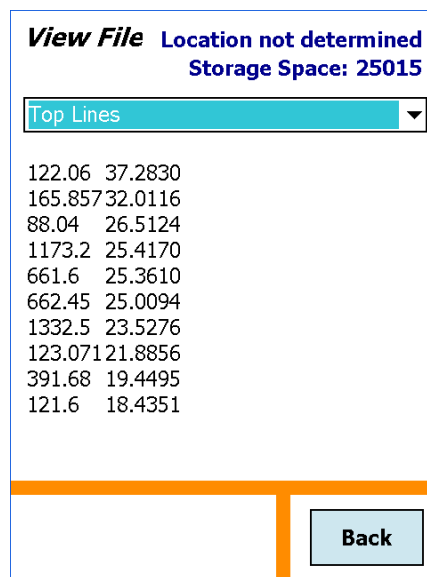 View File Location not determined
Storage Space: 25015
Top Lines
122.06 37.2830
165.857 32.0116
88.04 26.5124
1173.2 25.4170
661.6 25.3610
662.45 25.0094
1332.5 23.5276
123.071 21.8856
391.68 19.4495
121.6 18.4351
Back